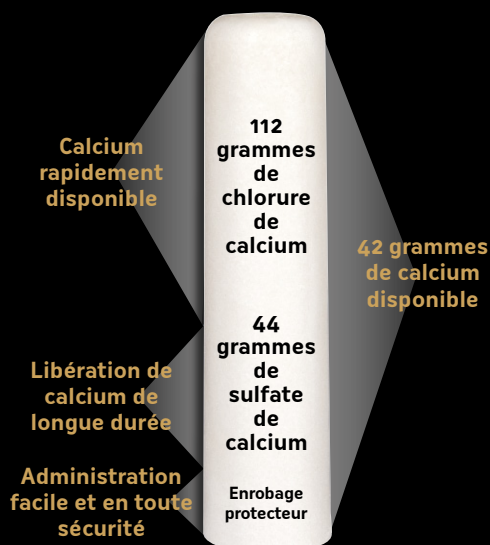 Calcium
rapidement
disponible
112
grammes
de
chlorure
de
calcium
42 grammes
de calcium
disponible
Libération de
calcium de
longue durée
44
grammes
de
sulfate
de
calcium
Administration
facile et en toute
sécurité
Enrobage
protecteur